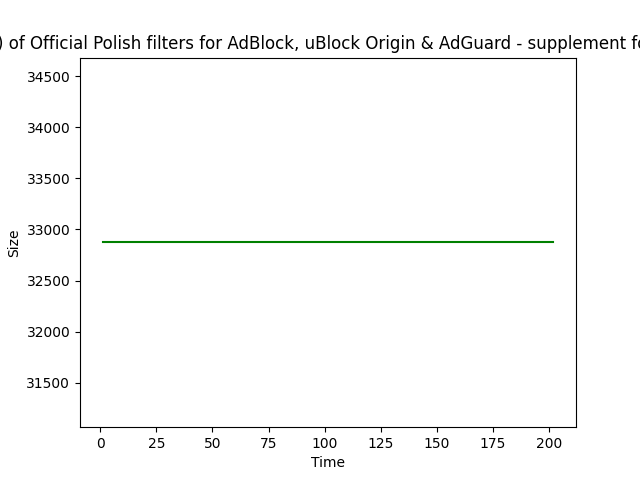 ) of Official Polish filters for AdBlock, uBlock Origin & AdGuard - supplement fo
34500
34000
33500
33000
32500
32000
31500
Size
0 25 50 75 100 125 150 175 200
Time